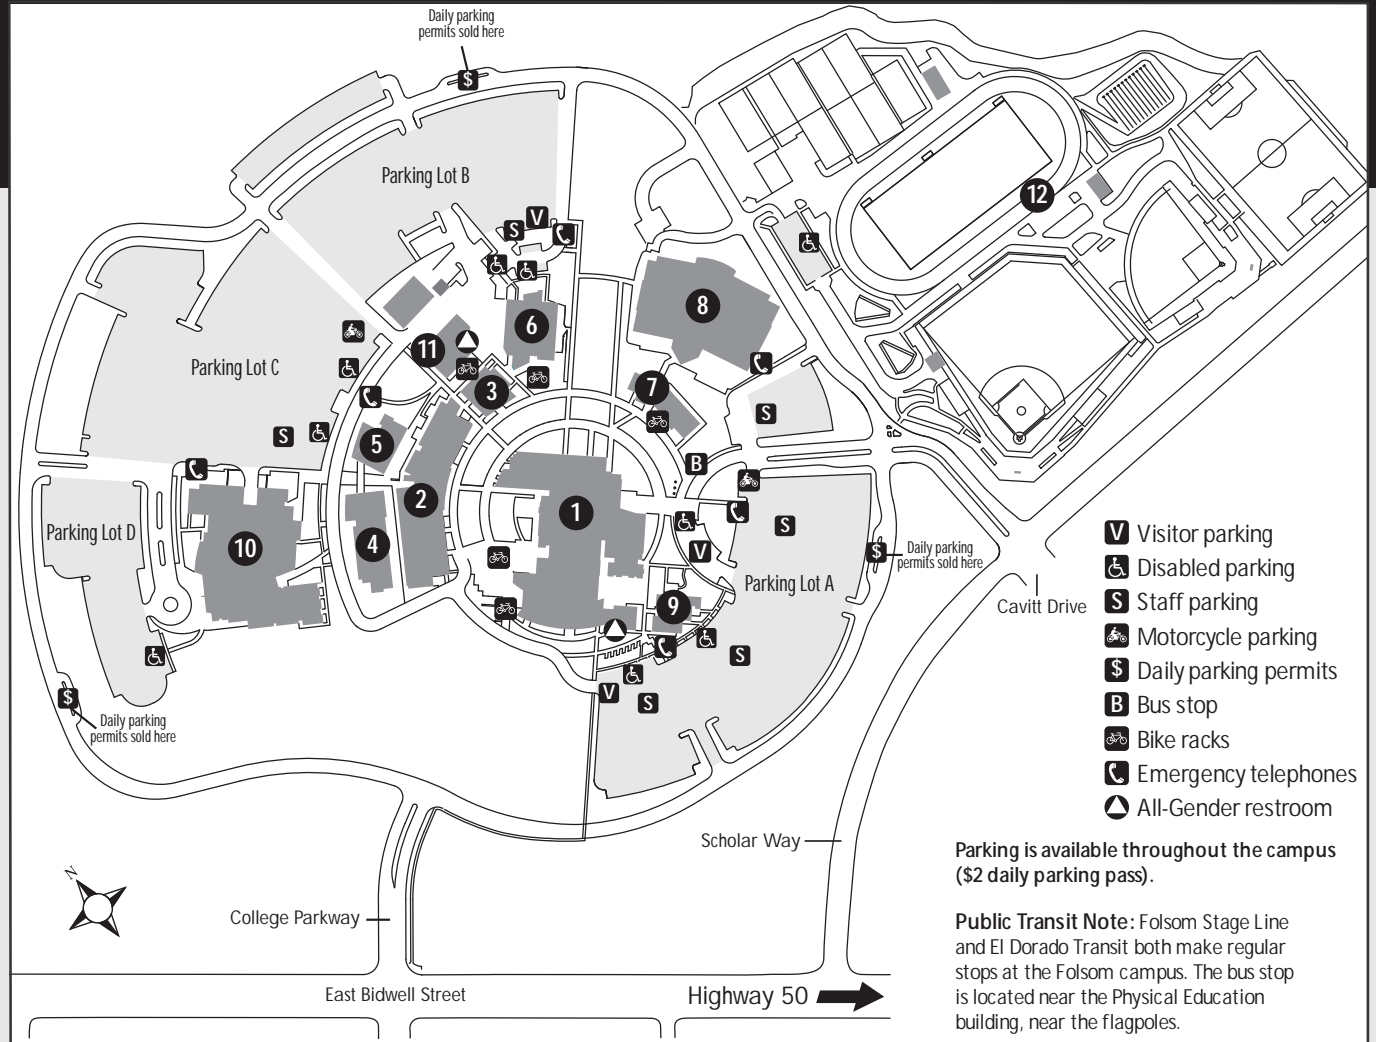 Daily parking
permits sold here
$
12
Parking Lot B
V
S
8
6
11
Parking Lot C
3
7
S
5
S
B
2
1
Parking Lot D
10
4
S
V
$
Daily parking
permits sold here
Parking Lot A
9
S
V
S
$
Daily parking
permits sold here
Cavitt Drive
V Visitor parking
Disabled parking
S Staff parking
Motorcycle parking
$ Daily parking permits
B Bus stop
Bike racks
Emergency telephones
All-Gender restroom
Scholar Way
Parking is available throughout the campus
($2 daily parking pass).
N
College Parkway
Public Transit Note: Folsom Stage Line
and El Dorado Transit both make regular
stops at the Folsom campus. The bus stop
is located near the Physical Education
building, near the flagpoles.
East Bidwell Street
Highway 50